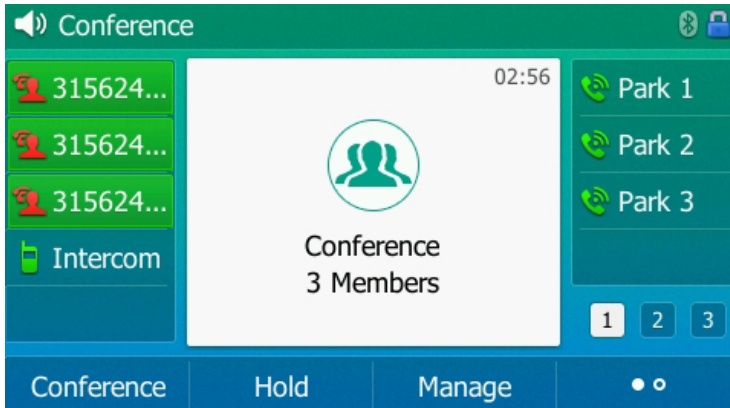 Conference
315624...
315624...
315624...
Intercom
02:56
Conference
3 Members
Park 1
Park 2
Park 3
1 2 3
Conference Hold Manage